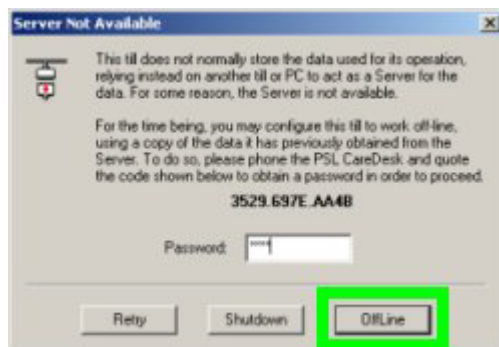 Server Not Available
This till does not normally store the data used for its operation,
relying instead on another till or PC to act as a Server for the
data. For some reason, the Server is not available.
For the time being, you may configure this till to work off-line,
using a copy of the data it has previously obtained from the
Server. To do so, please phone the PSL CareDesk and quote
the code shown below to obtain a password in order to proceed.
3529.697E.AA4B
Password: ****
Retry Shutdown OffLine